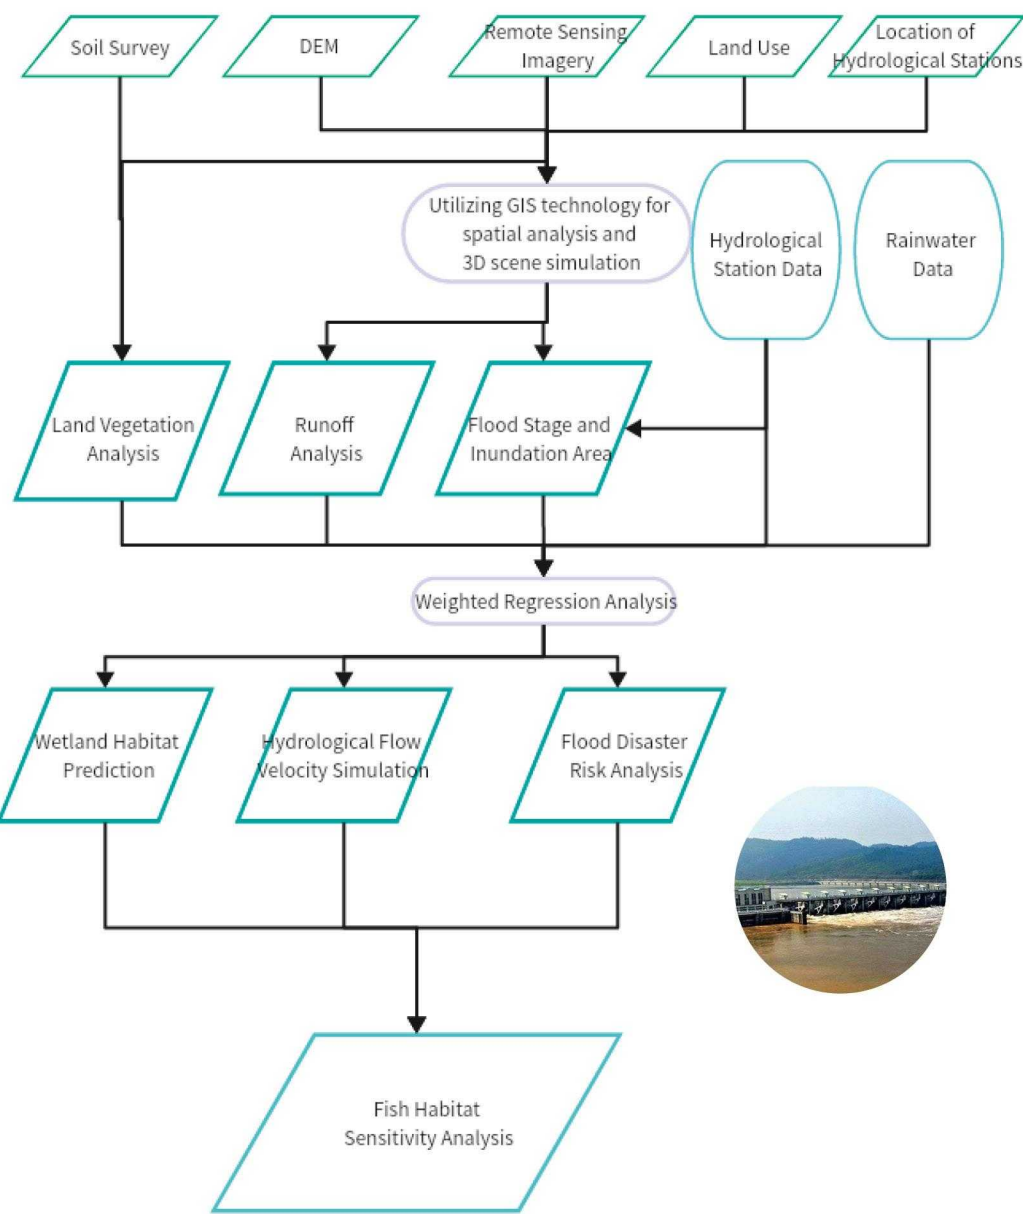 Soil Survey
DEM
Remote Sensing
Imagery
Land Use
Location of
Hydrological Stations
Utilizing GIS technology for
spatial analysis and
3D scene simulation
Hydrological
Station Data
Rainwater
Data
Land Vegetation
Analysis
Runoff
Analysis
Flood Stage and
Inundation Area
Weighted Regression Analysis
Wetland Habitat
Prediction
Hydrological Flow
Velocity Simulation
Flood Disaster
Risk Analysis
Fish Habitat
Sensitivity Analysis